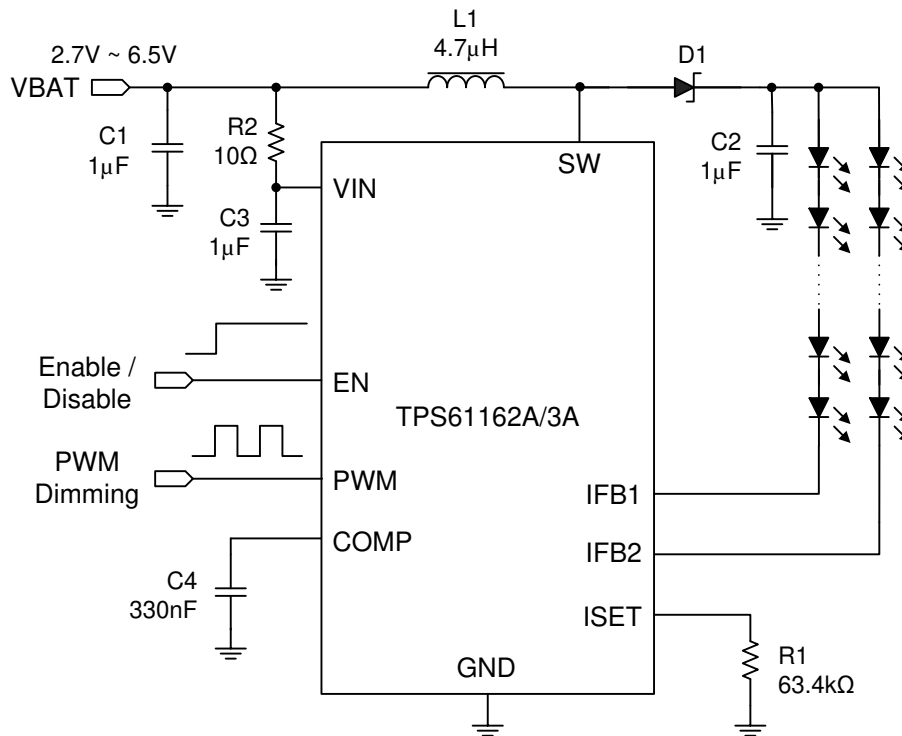 L1
2.7V ~ 6.5V
4.7μH
D1
VBAT
C1
1μF
R2
10Ω
C2
1μF
SW
VIN
C3
1μF
Enable /
Disable
EN
TPS61162A/3A
PWM
Dimming
PWM
IFB1
COMP
IFB2
C4
330nF
ISET
R1
63.4kΩ
GND